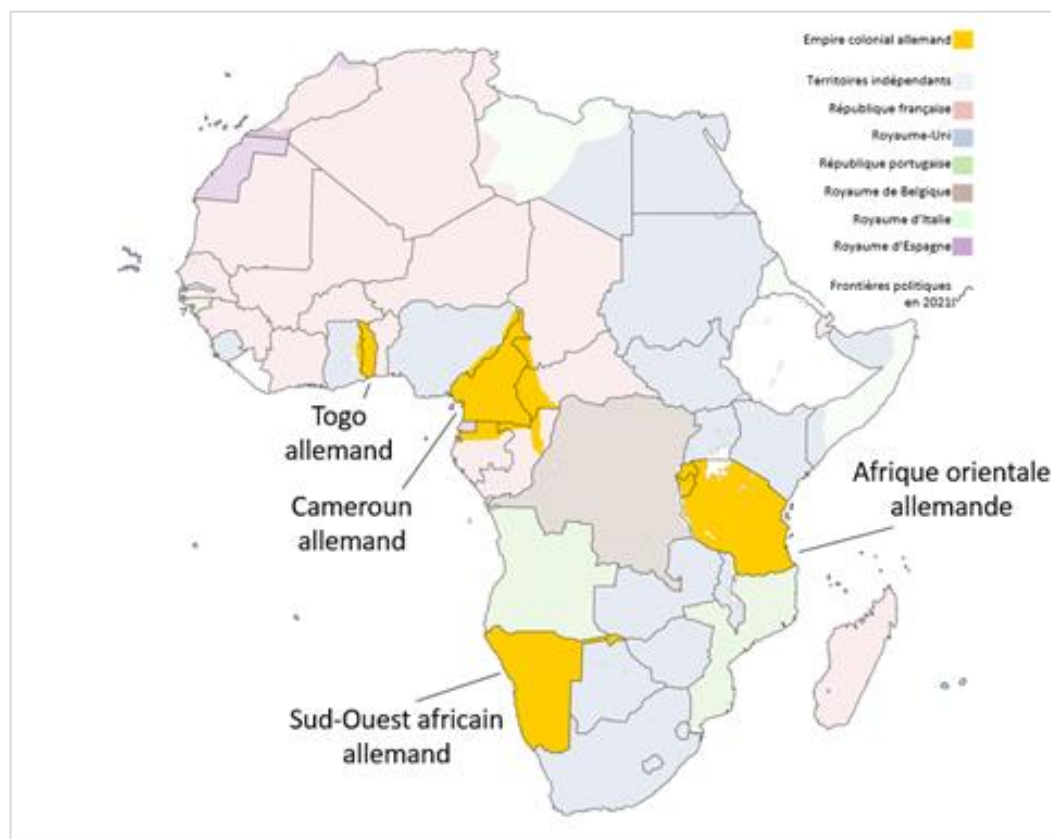 Empire colonial allemand
Territoires indépendants
République française
Royaume-Uni
République portugaise
Royaume de Belgique
Royaume d'Italie
Royaume d'Espagne
Frontières politiques
en 2021
Togo
allemand
Cameroun
allemand
Afrique orientale
allemande
Sud-Ouest africain
allemand